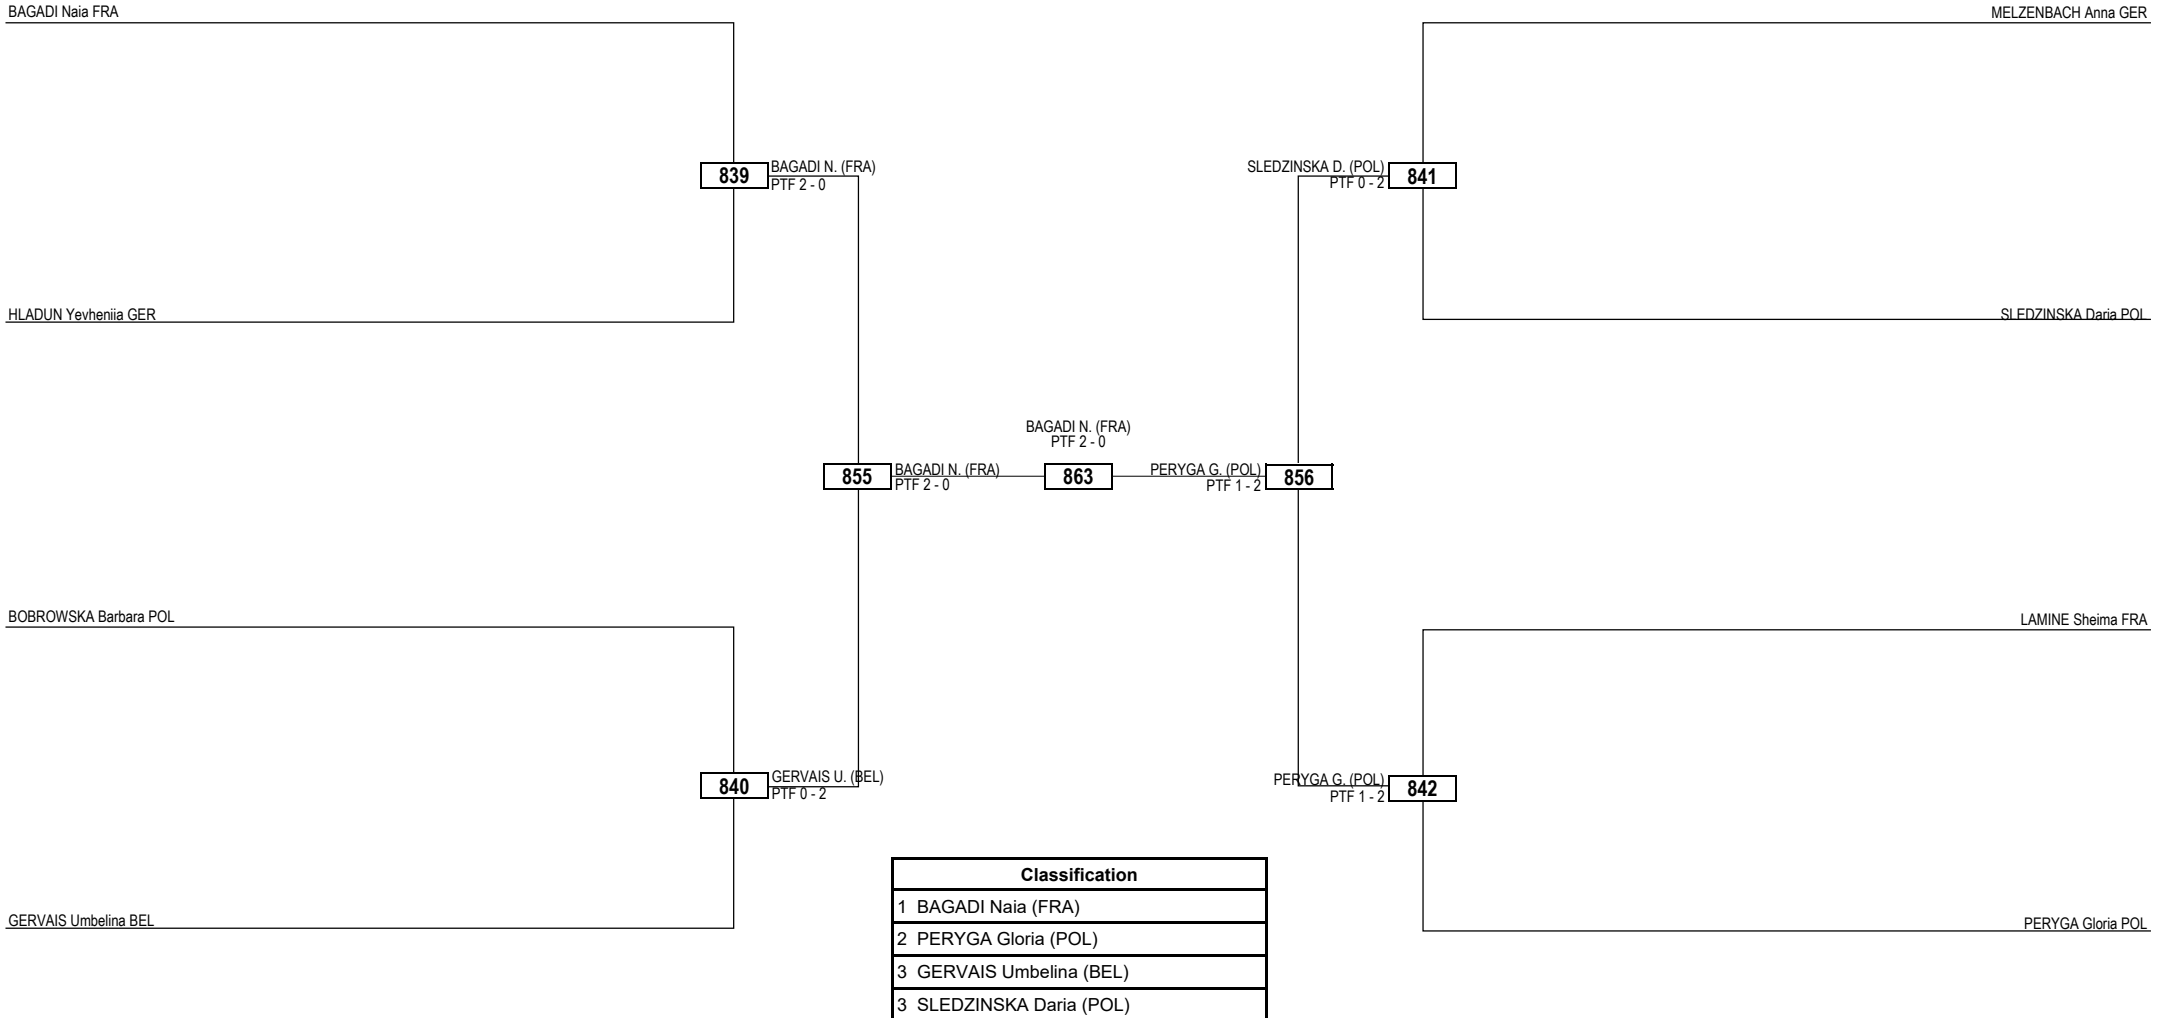 BAGADI Naia FRA
MELZENBACH Anna GER
839
BAGADI N. (FRA)
PTF 2 - 0
SLEDZINSKA D. (POL)
PTF 0 - 2
841
HLADUN Yevheniia GER
SLEDZINSKA Daria POL
BAGADI N. (FRA)
PTF 2 - 0
855
BAGADI N. (FRA)
PTF 2 - 0
863
PERYGA G. (POL)
PTF 1 - 2
856
BOBROWSKA Barbara POL
LAMINE Sheima FRA
840
GERVAIS U. (BEL)
PTF 0 - 2
PERYGA G. (POL)
PTF 1 - 2
842
GERVAIS Umbelina BEL
PERYGA Gloria POL
Classification
1 BAGADI Naia (FRA)
2 PERYGA Gloria (POL)
3 GERVAIS Umbelina (BEL)
3 SLEDZINSKA Daria (POL)